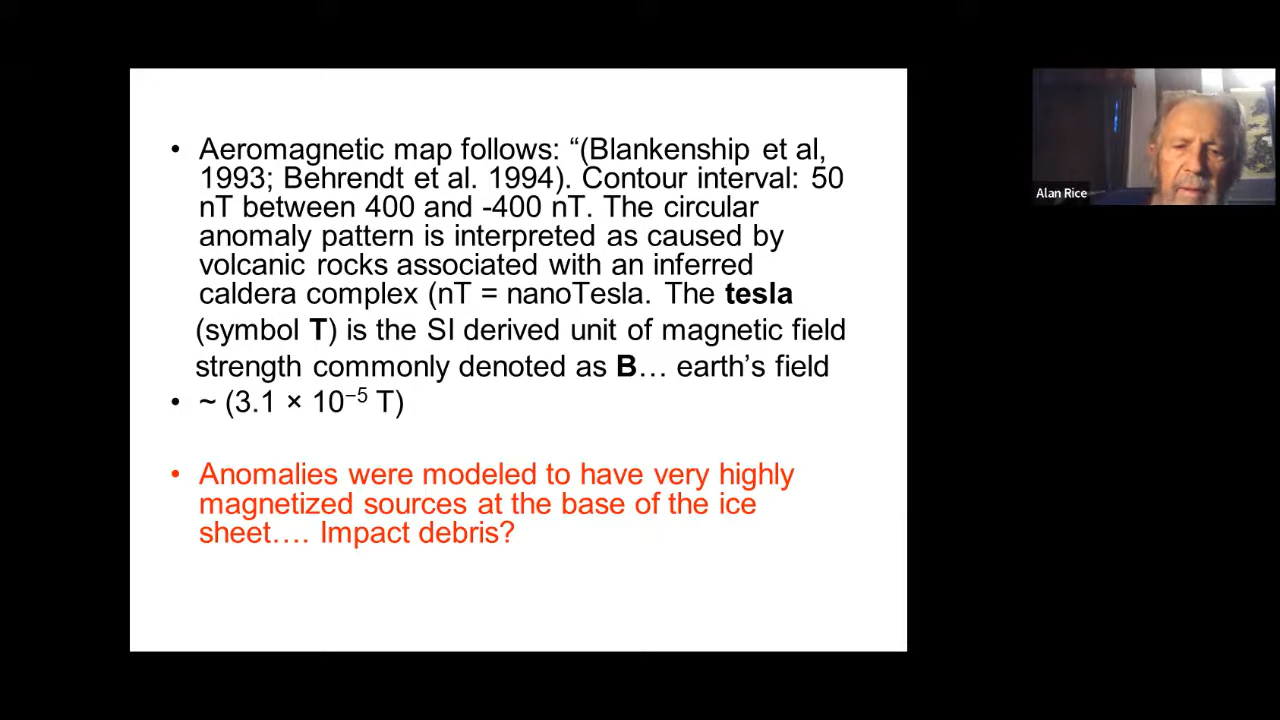 • Aeromagnetic map follows: “(Blankenship et al,
1993; Behrendt et al. 1994). Contour interval: 50
nT between 400 and -400 nT. The circular
anomaly pattern is interpreted as caused by
volcanic rocks associated with an inferred
caldera complex (nT = nanoTesla. The tesla
(symbol T) is the SI derived unit of magnetic field
strength commonly denoted as B… earth’s field
• ~ (3.1 × 10⁻⁵ T)
• Anomalies were modeled to have very highly
magnetized sources at the base of the ice
sheet…. Impact debris?
Alan Rice